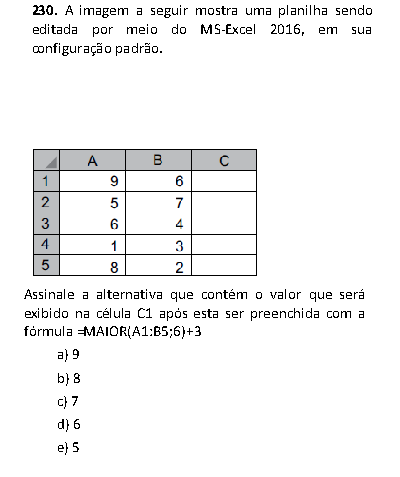 230. A imagem a seguir mostra uma planilha sendo
editada por meio do MS-Excel 2016, em sua
configuração padrão.
A B C
1 9 6
2 5 7
3 6 4
4 1 3
5 8 2
Assinale a alternativa que contém o valor que será
exibido na célula C1 após esta ser preenchida com a
fórmula =MAIOR(A1:B5;6)+3
a) 9
b) 8
c) 7
d) 6
e) 5